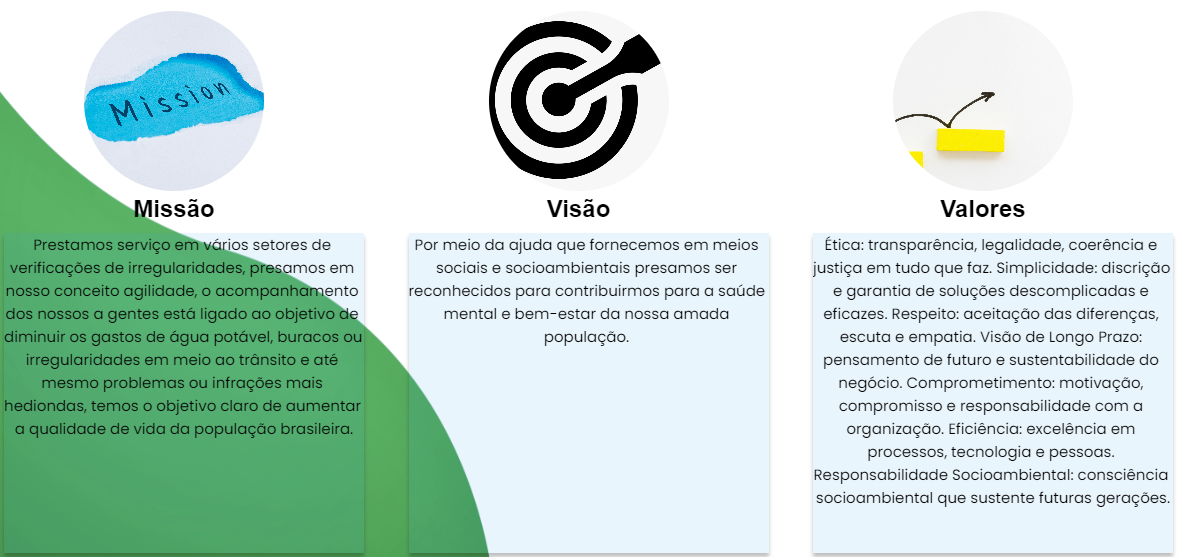 Mission
Missão
Prestamos serviço em vários setores de
verificações de irregularidades, presamos em
nosso conceito agilidade, o acompanhamento
dos nossos a gentes está ligado ao objetivo de
diminuir os gastos de água potável, buracos ou
irregularidades em meio ao trânsito e até
mesmo problemas ou infrações mais
hediondas, temos o objetivo claro de aumentar
a qualidade de vida da população brasileira.
Visão
Por meio da ajuda que fornecemos em meios
sociais e socioambientais presamos ser
reconhecidos para contribuirmos para a saúde
mental e bem-estar da nossa amada
população.
Valores
Ética: transparência, legalidade, coerência e
justiça em tudo que faz. Simplicidade: discrição
e garantia de soluções descomplicadas e
eficazes. Respeito: aceitação das diferenças,
escuta e empatia. Visão de Longo Prazo:
pensamento de futuro e sustentabilidade do
negócio. Comprometimento: motivação,
compromisso e responsabilidade com a
organização. Eficiência: excelência em
processos, tecnologia e pessoas.
Responsabilidade Socioambiental: consciência
socioambiental que sustente futuras gerações.